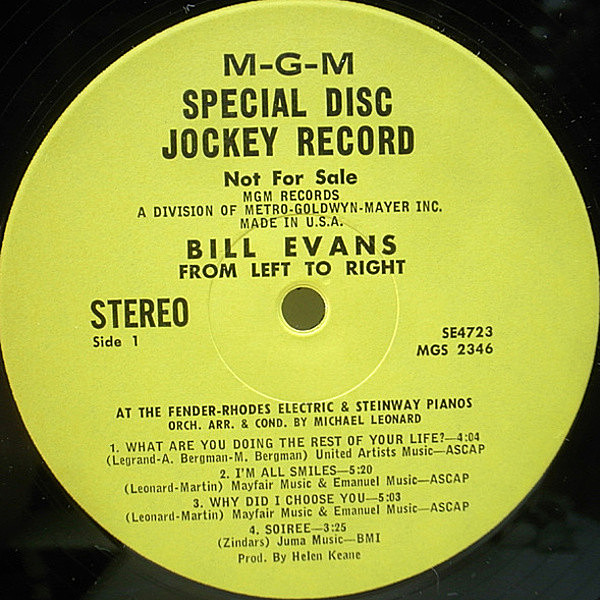 M-G-M
SPECIAL DISC
JOCKEY RECORD
Not For Sale
MGM RECORDS
A DIVISION OF METRO-GOLDWYN-MAYER INC.
MADE IN U.S.A.
BILL EVANS
FROM LEFT TO RIGHT
STEREO
Side 1
SE4723
MGS 2346
AT THE FENDER-RHODES ELECTRIC & STEINWAY PIANOS
ORCH. ARR. & COND. BY MICHAEL LEONARD
1. WHAT ARE YOU DOING THE REST OF YOUR LIFE?—4:04
(Legrand-A. Bergman-M. Bergman) United Artists Music—ASCAP
2. I'M ALL SMILES—5:20
(Leonard-Martin) Mayfair Music & Emanuel Music—ASCAP
3. WHY DID I CHOOSE YOU—5:03
(Leonard-Martin) Mayfair Music & Emanuel Music—ASCAP
4. SOIREE—3:25
(Zindars) Juma Music—BMI
Prod. By Helen Keane